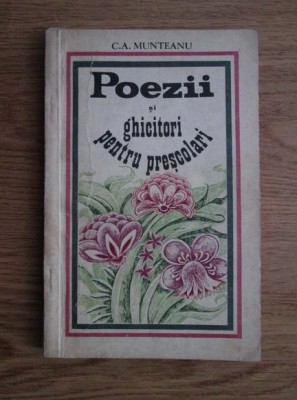 C.A. MUNTEANU
Poezii
și
ghicitori
pentru preșcolari